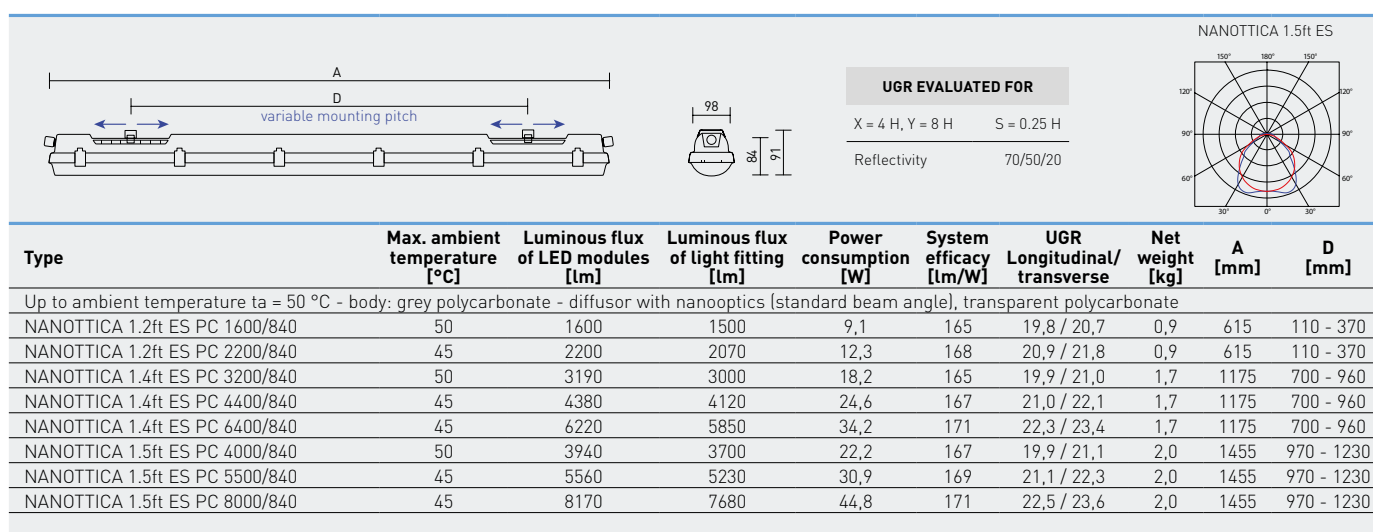 NANOTTICA 1.5ft ES
A
D
variable mounting pitch
98
84
91
UGR EVALUATED FOR
X = 4 H, Y = 8 H S = 0.25 H
Reflectivity 70/50/20
150° 180° 150°
120° 120°
90° 90°
60° 60°
30° 0° 30°
Type Max. ambient temperature [°C] Luminous flux of LED modules [lm] Luminous flux of light fitting [lm] Power consumption [W] System efficacy [lm/W] UGR Longitudinal/ transverse Net weight [kg] A [mm] D [mm]
Up to ambient temperature ta = 50 °C - body: grey polycarbonate - diffusor with nanooptics (standard beam angle), transparent polycarbonate
NANOTTICA 1.2ft ES PC 1600/840 50 1600 1500 9,1 165 19,8 / 20,7 0,9 615 110 - 370
NANOTTICA 1.2ft ES PC 2200/840 45 2200 2070 12,3 168 20,9 / 21,8 0,9 615 110 - 370
NANOTTICA 1.4ft ES PC 3200/840 50 3190 3000 18,2 165 19,9 / 21,0 1,7 1175 700 - 960
NANOTTICA 1.4ft ES PC 4400/840 45 4380 4120 24,6 167 21,0 / 22,1 1,7 1175 700 - 960
NANOTTICA 1.4ft ES PC 6400/840 45 6220 5850 34,2 171 22,3 / 23,4 1,7 1175 700 - 960
NANOTTICA 1.5ft ES PC 4000/840 50 3940 3700 22,2 167 19,9 / 21,1 2,0 1455 970 - 1230
NANOTTICA 1.5ft ES PC 5500/840 45 5560 5230 30,9 169 21,1 / 22,3 2,0 1455 970 - 1230
NANOTTICA 1.5ft ES PC 8000/840 45 8170 7680 44,8 171 22,5 / 23,6 2,0 1455 970 - 1230